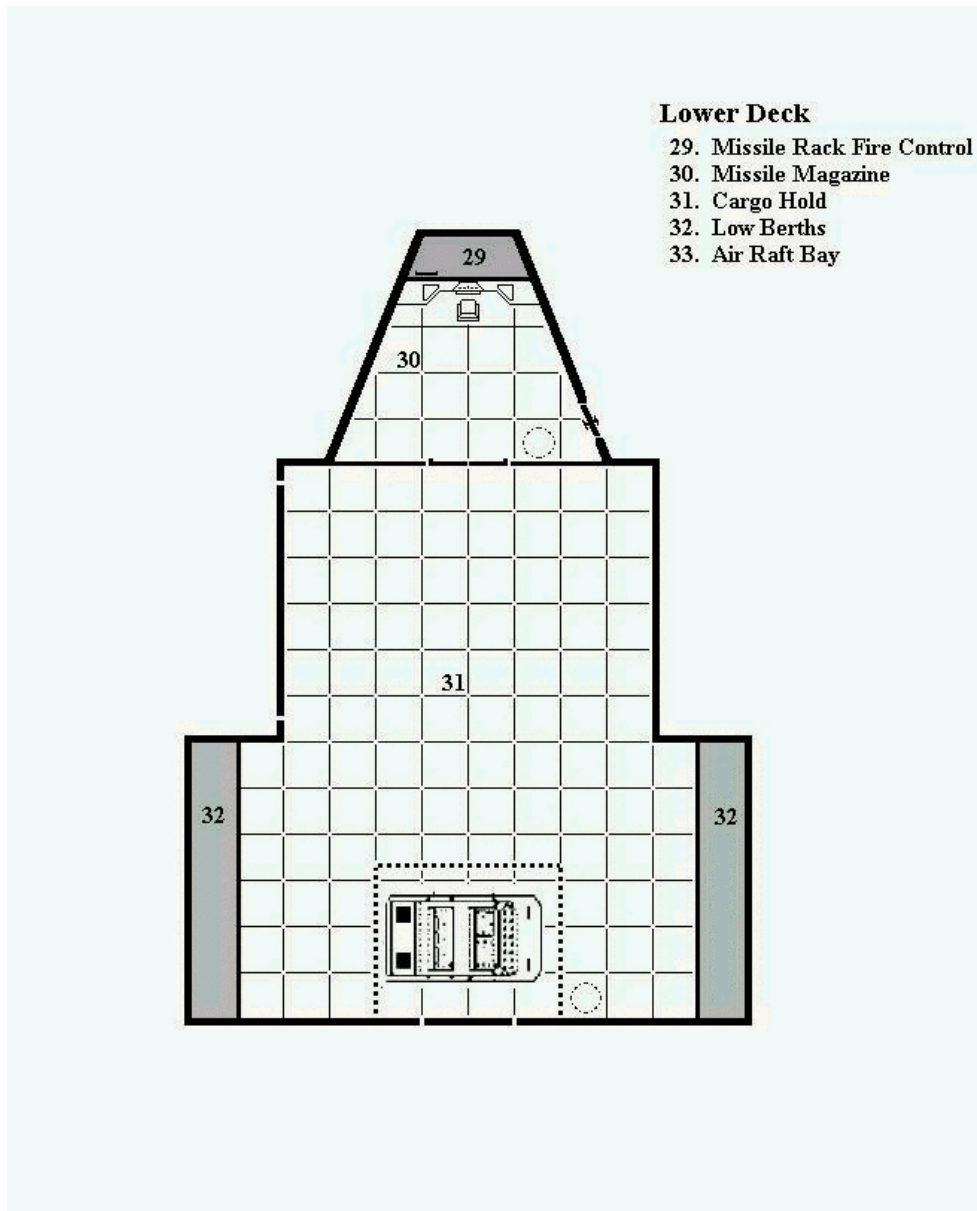 Lower Deck
29. Missile Rack Fire Control
30. Missile Magazine
31. Cargo Hold
32. Low Berths
33. Air Raft Bay
29
30
31
32 32